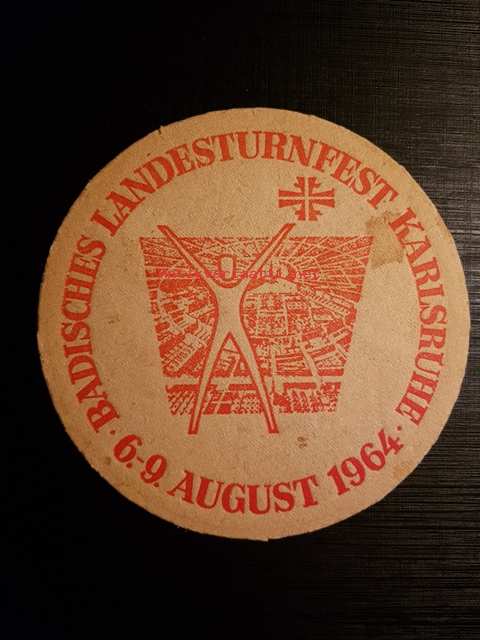 · BADISCHES LANDESTURNFEST KARLSRUHE ·
6.-9. AUGUST 1964